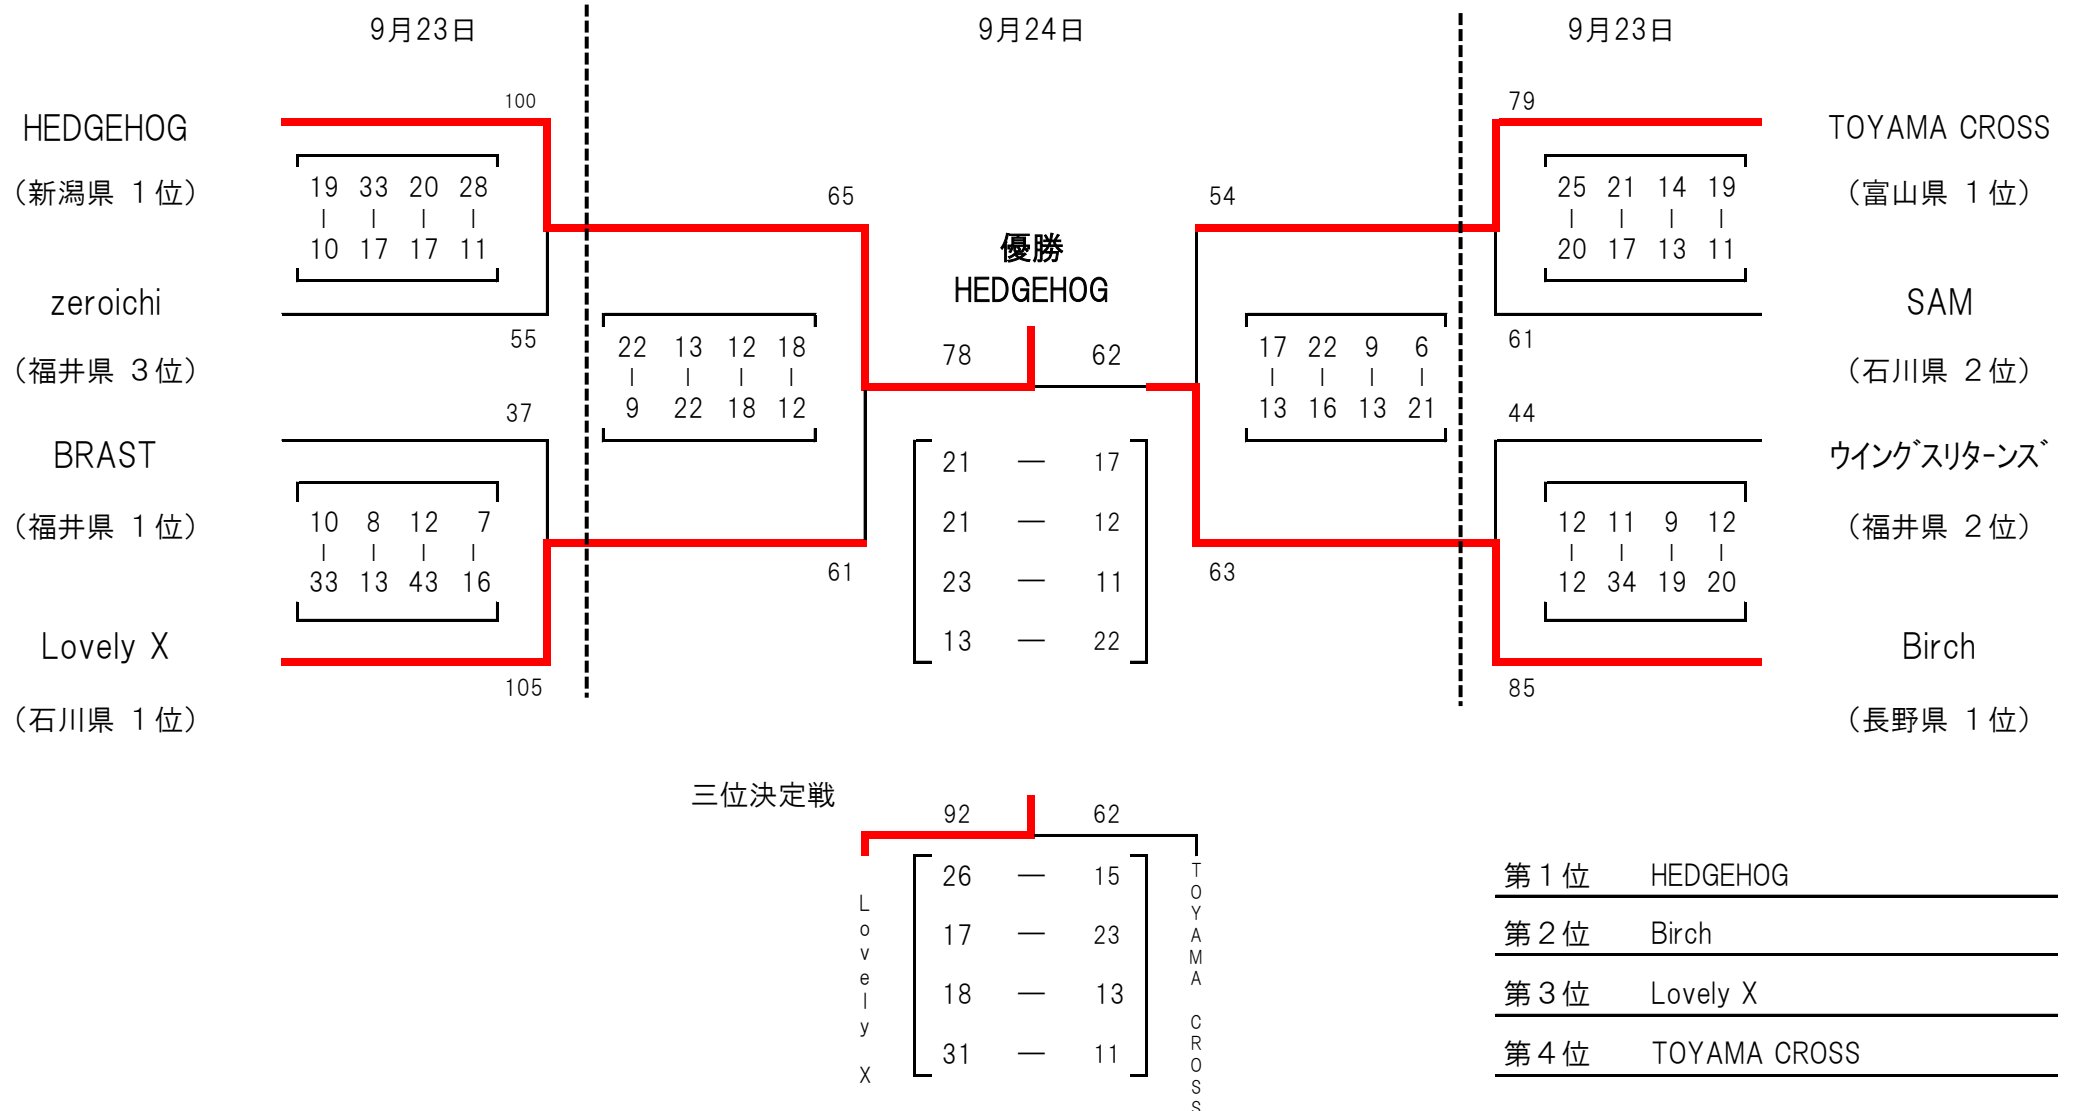 9月23日
9月24日
9月23日
HEDGEHOG
(新潟県 1位)
100
19 33 20 28
| | | |
10 17 17 11
zeroichi
(福井県 3位)
55
BRAST
(福井県 1位)
37
10 8 12 7
| | | |
33 13 43 16
Lovely X
(石川県 1位)
105
65
22 13 12 18
| | | |
9 22 18 12
61
優勝
HEDGEHOG
78 62
21 — 17
21 — 12
23 — 11
13 — 22
54
17 22 9 6
| | | |
13 16 13 21
63
79
TOYAMA CROSS
(富山県 1位)
25 21 14 19
| | | |
20 17 13 11
SAM
(石川県 2位)
61
44
ウイングスリターンズ
(福井県 2位)
12 11 9 12
| | | |
12 34 19 20
Birch
(長野県 1位)
85
三位決定戦
92 62
Lovely X
26 — 15
17 — 23
18 — 13
31 — 11
TOYAMA CROSS
第1位 HEDGEHOG
第2位 Birch
第3位 Lovely X
第4位 TOYAMA CROSS